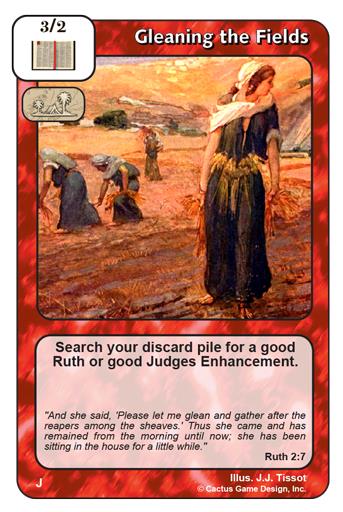 3/2
Gleaning the Fields
Search your discard pile for a good
Ruth or good Judges Enhancement.
"And she said, 'Please let me glean and gather after the
reapers among the sheaves.' Thus she came and has
remained from the morning until now; she has been
sitting in the house for a little while."
Ruth 2:7
J
Illus. J.J. Tissot
© Cactus Game Design, Inc.